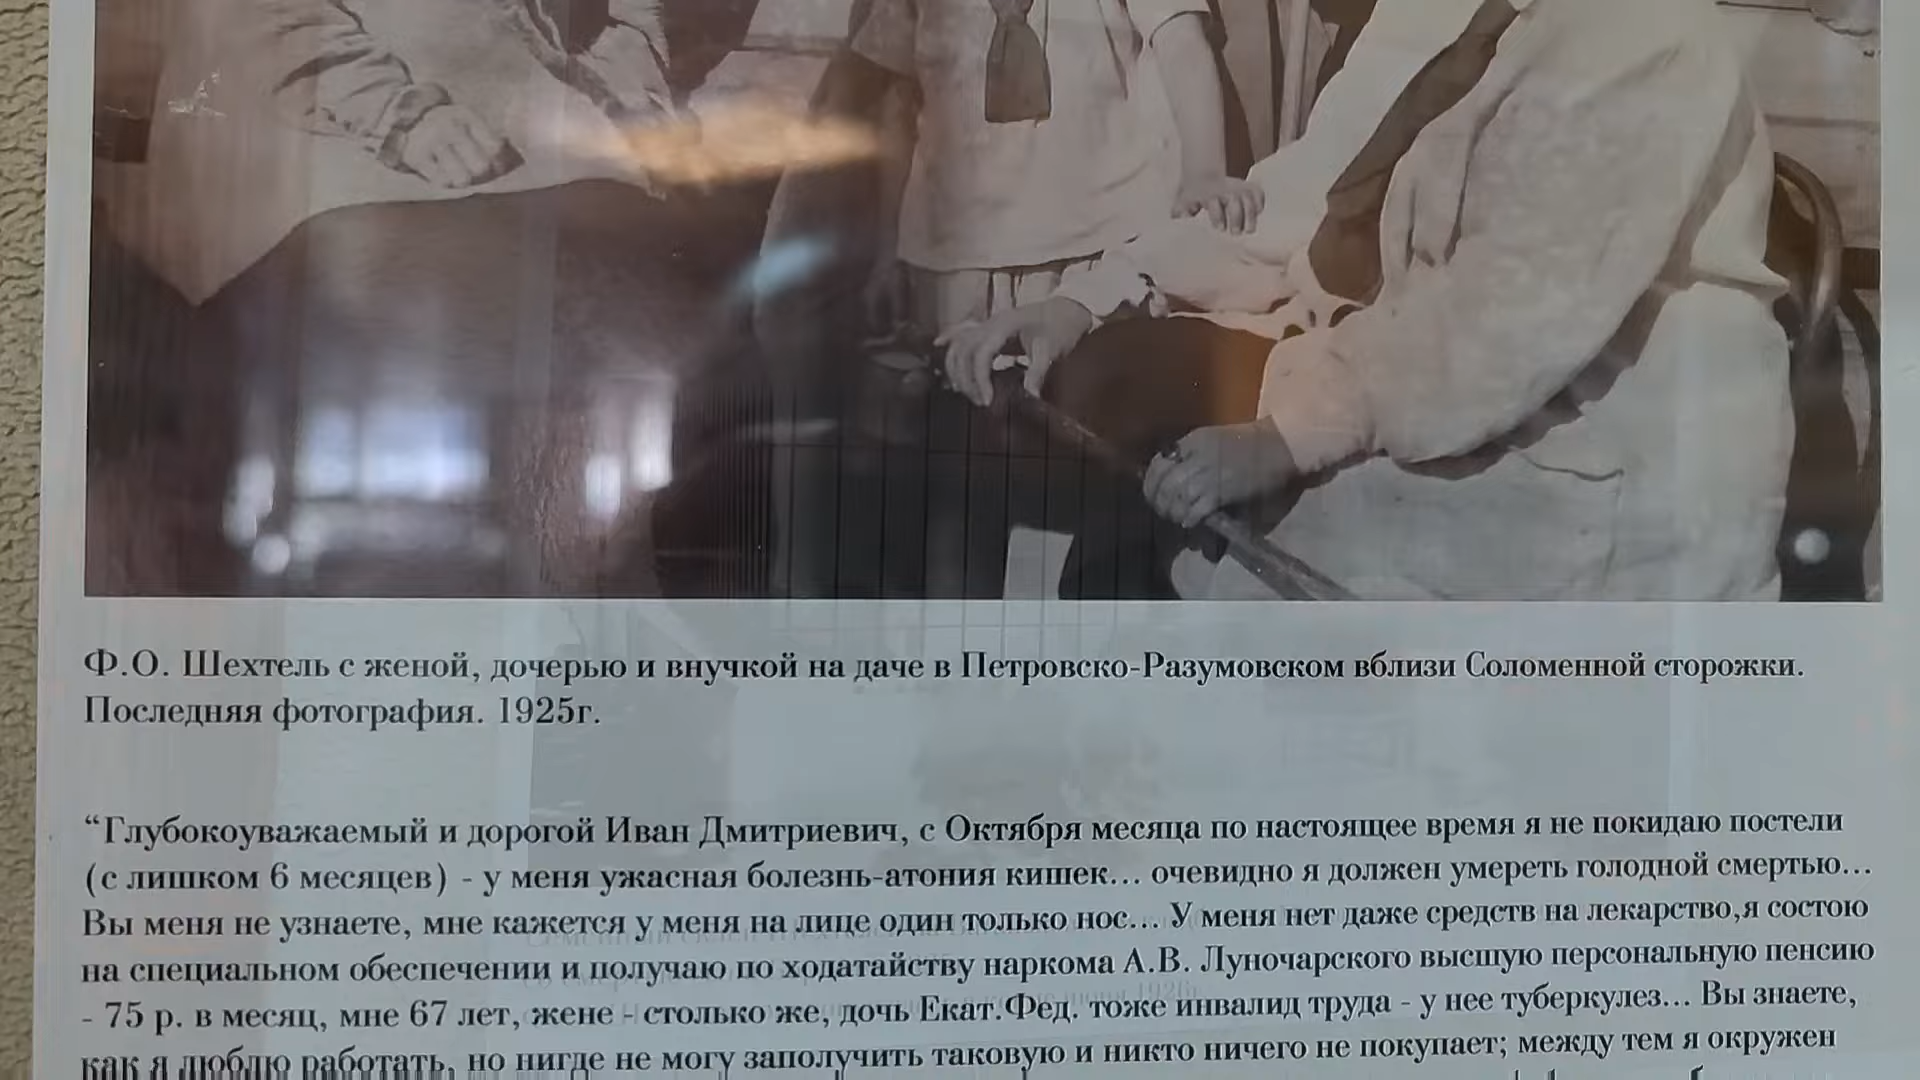 Ф.О. Шехтель с женой, дочерью и внучкой на даче в Петровско-Разумовском вблизи Соломенной сторожки.
Последняя фотография. 1925г.
“Глубокоуважаемый и дорогой Иван Дмитриевич, с Октября месяца по настоящее время я не покидаю постели
(с лишком 6 месяцев) - у меня ужасная болезнь-атония кишек... очевидно я должен умереть голодной смертью...
Вы меня не узнаете, мне кажется у меня на лице один только нос... У меня нет даже средств на лекарство,я состою
на специальном обеспечении и получаю по ходатайству наркома А.В. Луночарского высшую персональную пенсию
- 75 р. в месяц, мне 67 лет, жене - столько же, дочь Екат.Фед. тоже инвалид труда - у нее туберкулез... Вы знаете,
как я люблю работать, но нигде не могу заполучить таковую и никто ничего не покупает; между тем я окружен